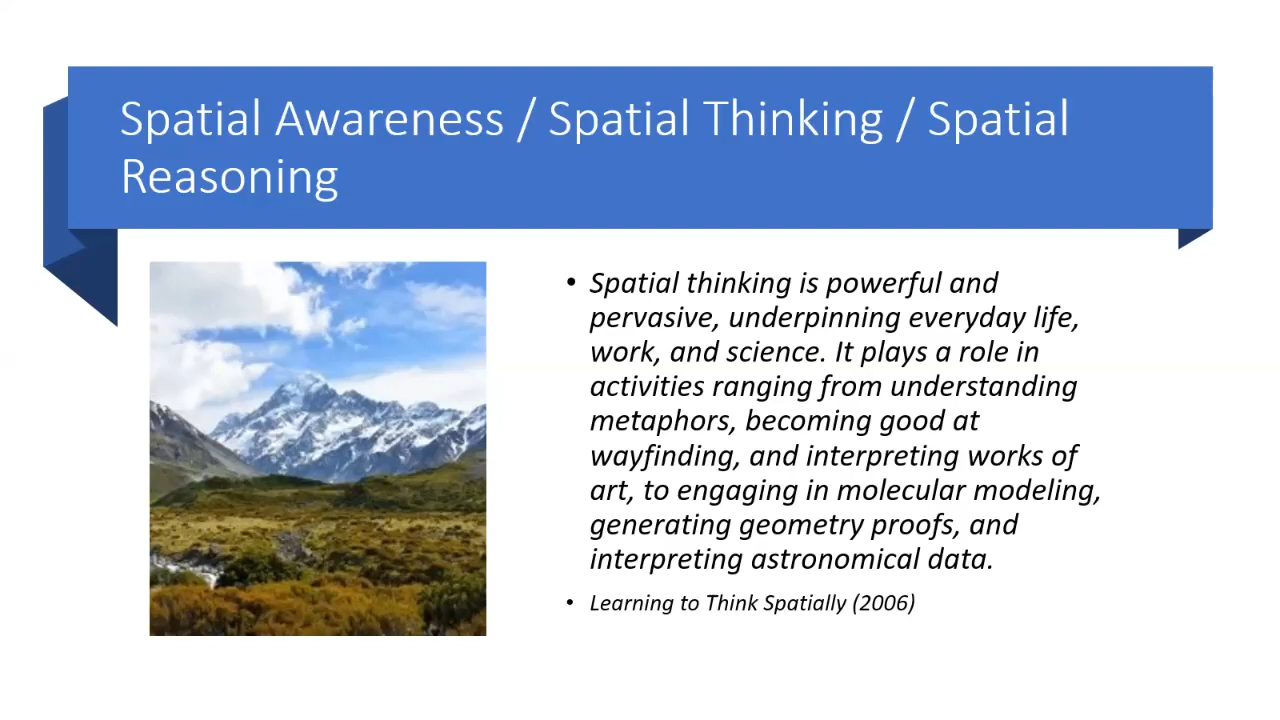 Spatial Awareness / Spatial Thinking / Spatial
Reasoning
• Spatial thinking is powerful and
pervasive, underpinning everyday life,
work, and science. It plays a role in
activities ranging from understanding
metaphors, becoming good at
wayfinding, and interpreting works of
art, to engaging in molecular modeling,
generating geometry proofs, and
interpreting astronomical data.
• Learning to Think Spatially (2006)